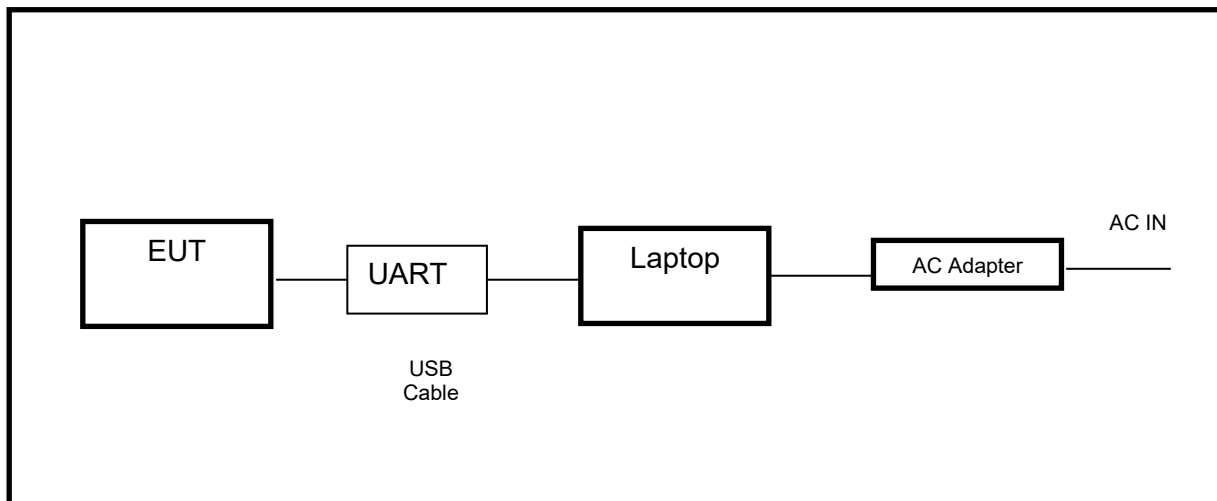 EUT
UART
Laptop
AC Adapter
AC IN
USB
Cable